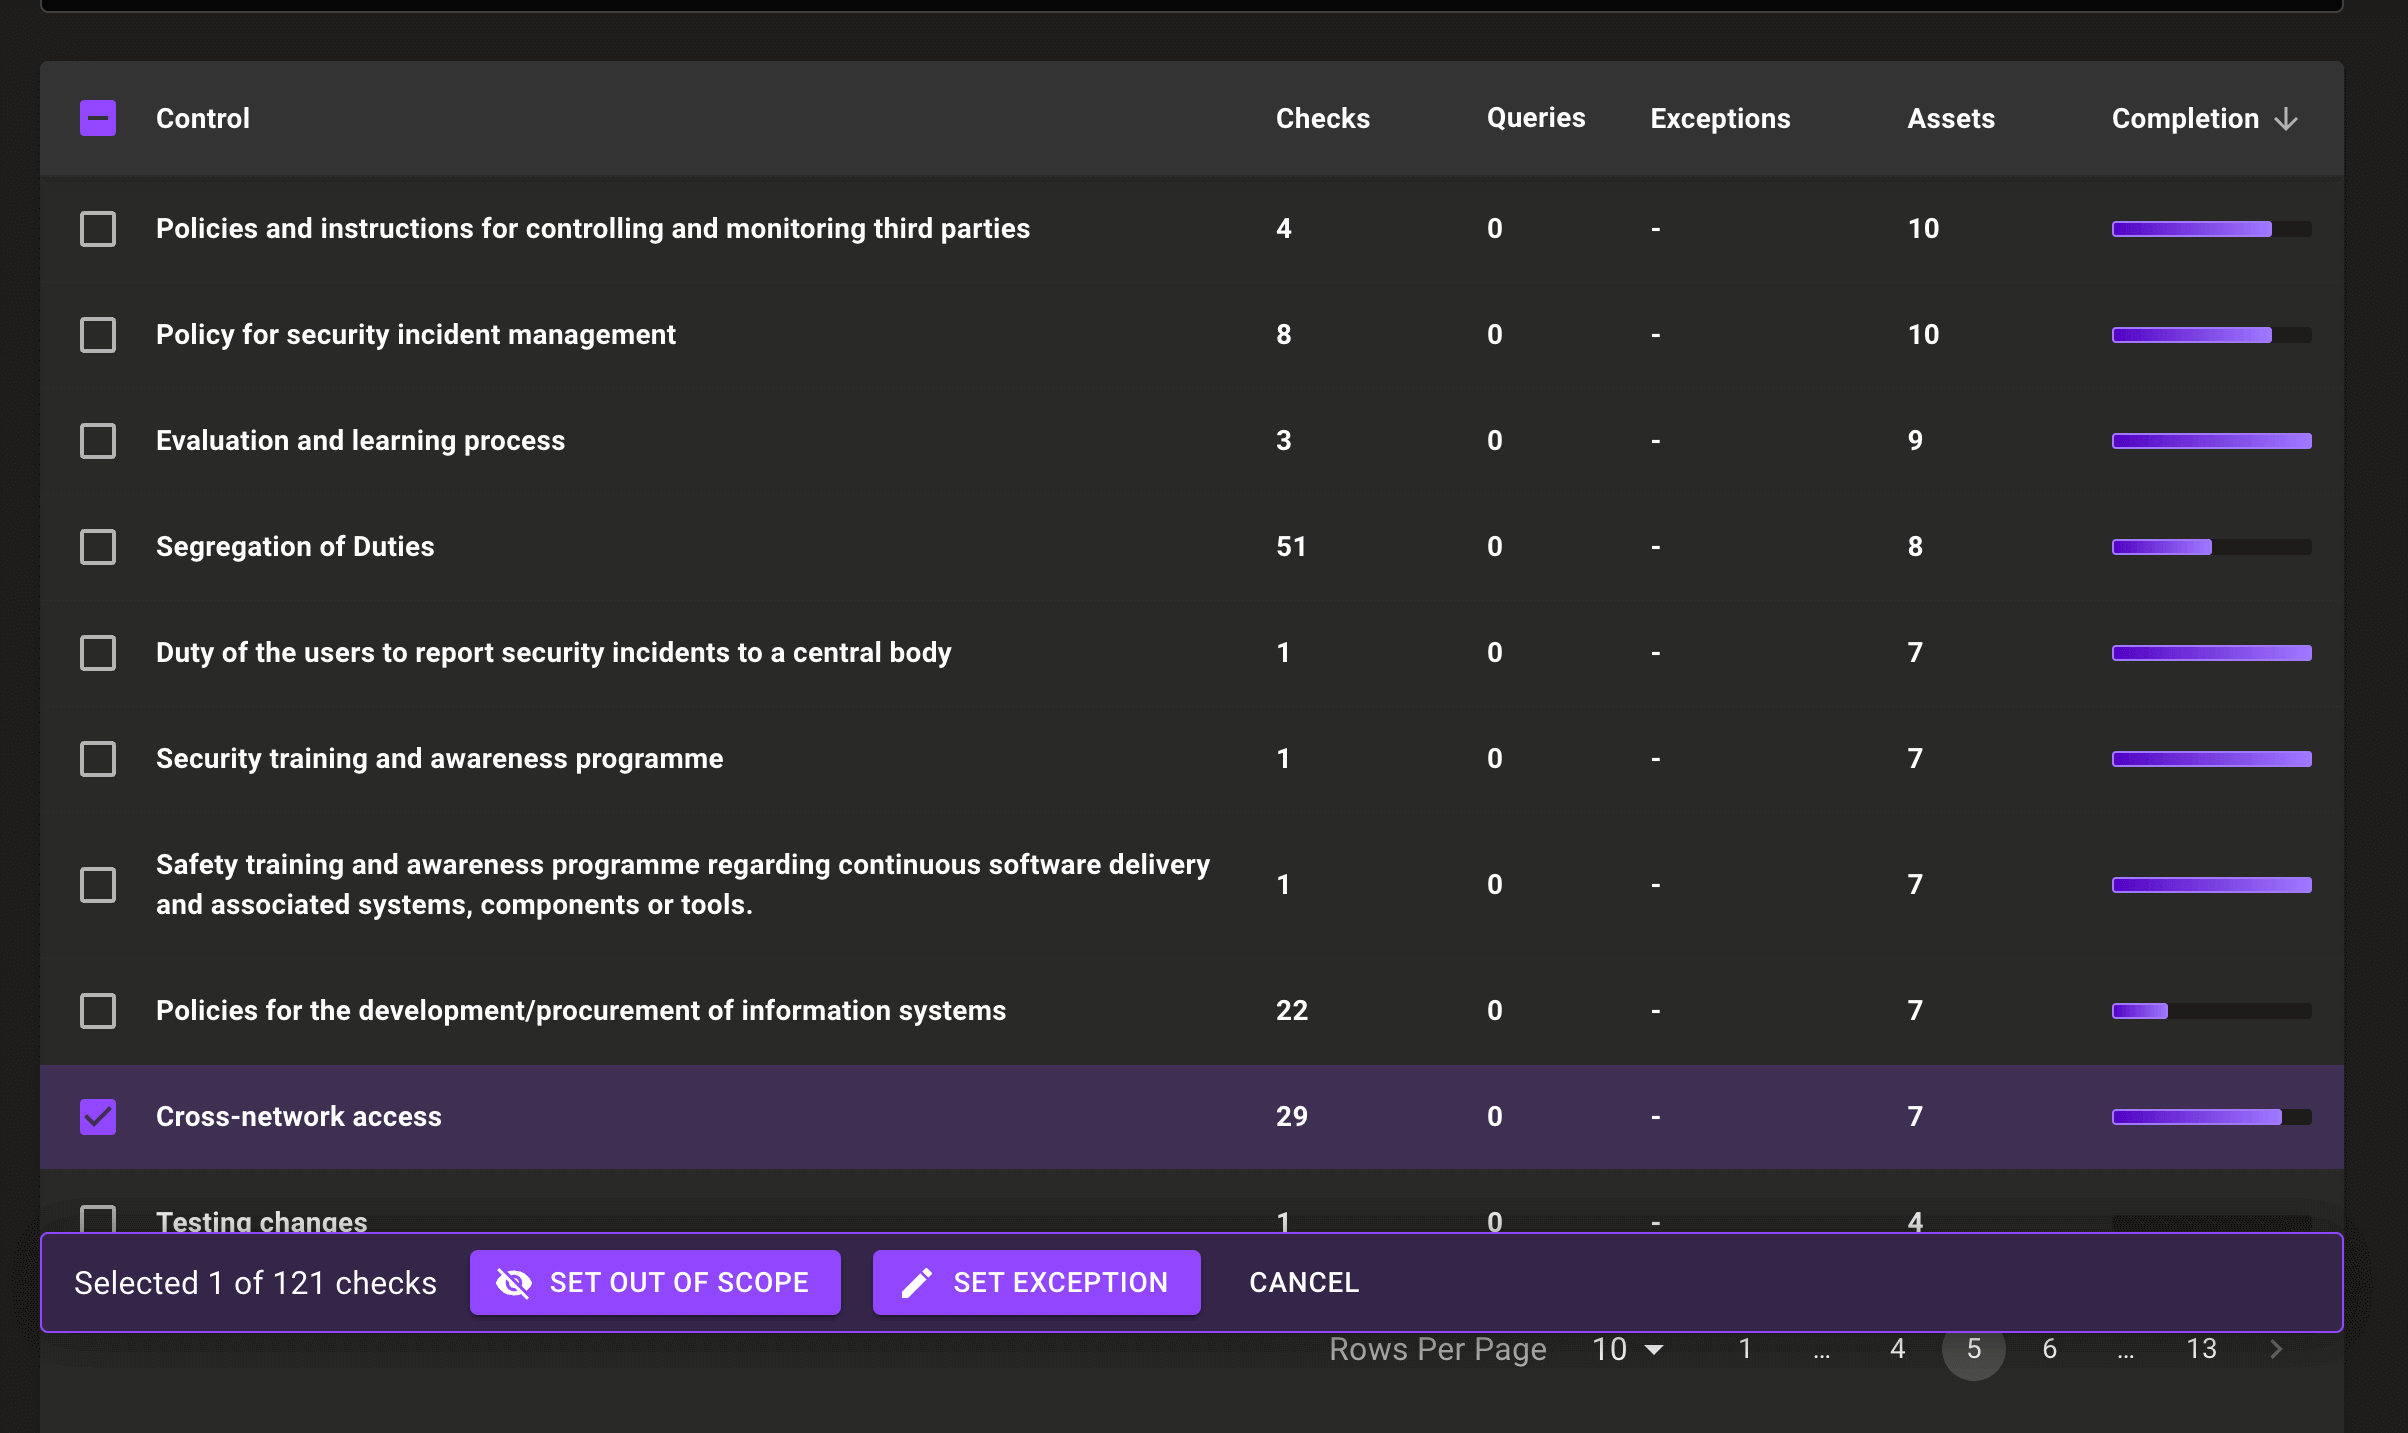 Control Checks Queries Exceptions Assets Completion
Policies and instructions for controlling and monitoring third parties 4 0 - 10
Policy for security incident management 8 0 - 10
Evaluation and learning process 3 0 - 9
Segregation of Duties 51 0 - 8
Duty of the users to report security incidents to a central body 1 0 - 7
Security training and awareness programme 1 0 - 7
Safety training and awareness programme regarding continuous software delivery
and associated systems, components or tools. 1 0 - 7
Policies for the development/procurement of information systems 22 0 - 7
Cross-network access 29 0 - 7
Testing changes 1 0 - 4
Selected 1 of 121 checks SET OUT OF SCOPE SET EXCEPTION CANCEL
Rows Per Page 10 1 ... 4 5 6 ... 13